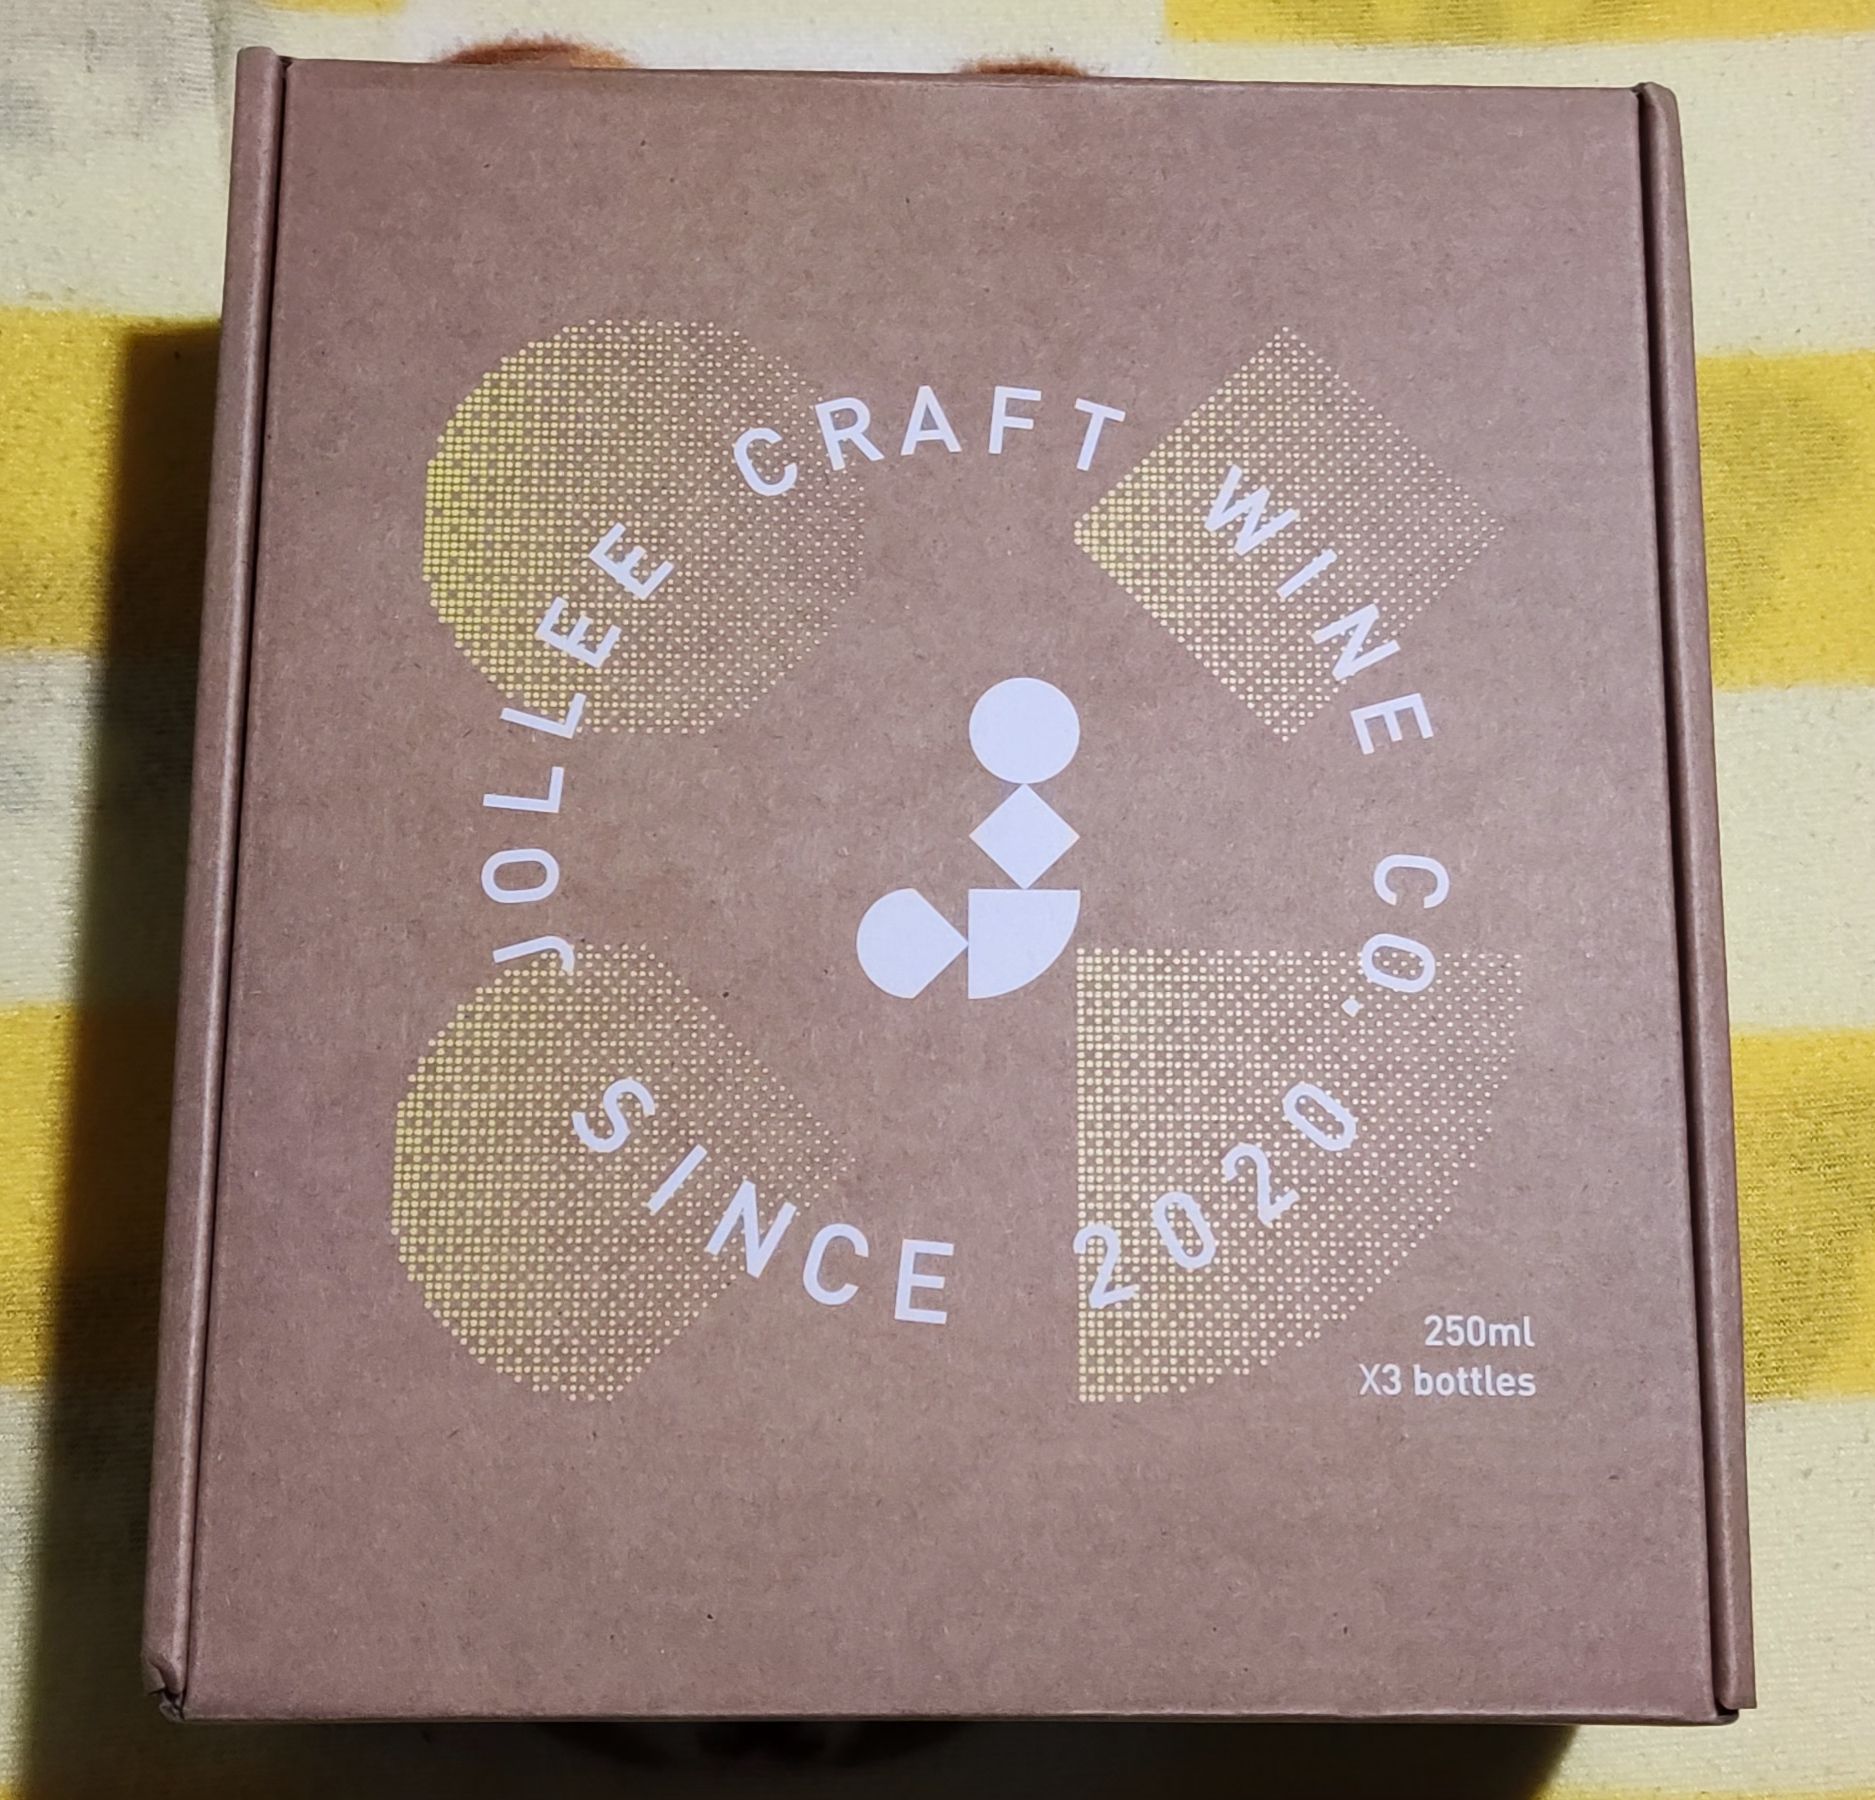 JOLLEE CRAFT WINE CO.
SINCE 2020
250ml
X3 bottles